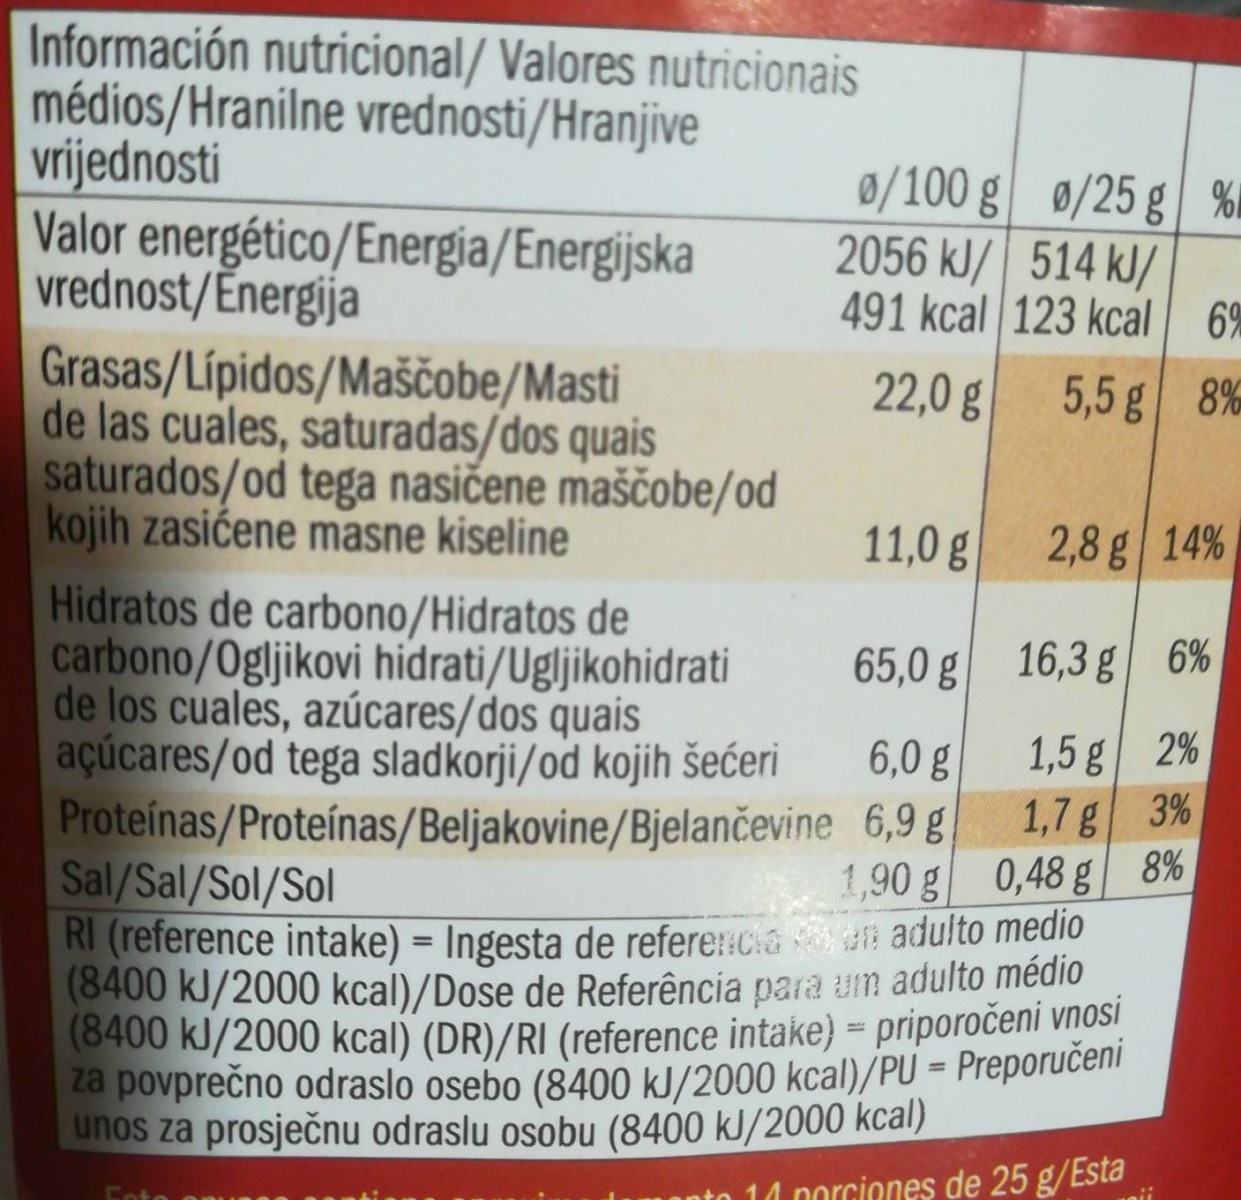 Información nutricional/ Valores nutricionais
médios/Hranilne vrednosti/Hranjive
vrijednosti ø/100 g ø/25 g
Valor energético/Energia/Energijska 2056 kJ/ 514 kJ/
vrednost/Energija 491 kcal 123 kcal 6%
Grasas/Lípidos/Maščobe/Masti 22,0 g 5,5 g 8%
de las cuales, saturadas/dos quais
saturados/od tega nasičene maščobe/od
kojih zasićene masne kiseline 11,0 g 2,8 g 14%
Hidratos de carbono/Hidratos de
carbono/Ogljikovi hidrati/Ugljikohidrati 65,0 g 16,3 g 6%
de los cuales, azúcares/dos quais
açúcares/od tega sladkorji/od kojih šećeri 6,0 g 1,5 g 2%
Proteínas/Proteínas/Beljakovine/Bjelančevine 6,9 g 1,7 g 3%
Sal/Sal/Sol/Sol 1,90 g 0,48 g 8%
RI (reference intake) = Ingesta de referencia un adulto medio
(8400 kJ/2000 kcal)/Dose de Referência para um adulto médio
(8400 kJ/2000 kcal) (DR)/RI (reference intake) = priporočeni vnosi
za povprečno odraslo osebo (8400 kJ/2000 kcal)/PU = Preporučeni
unos za prosječnu odraslu osobu (8400 kJ/2000 kcal)
14 porciones de 25 g/Esta